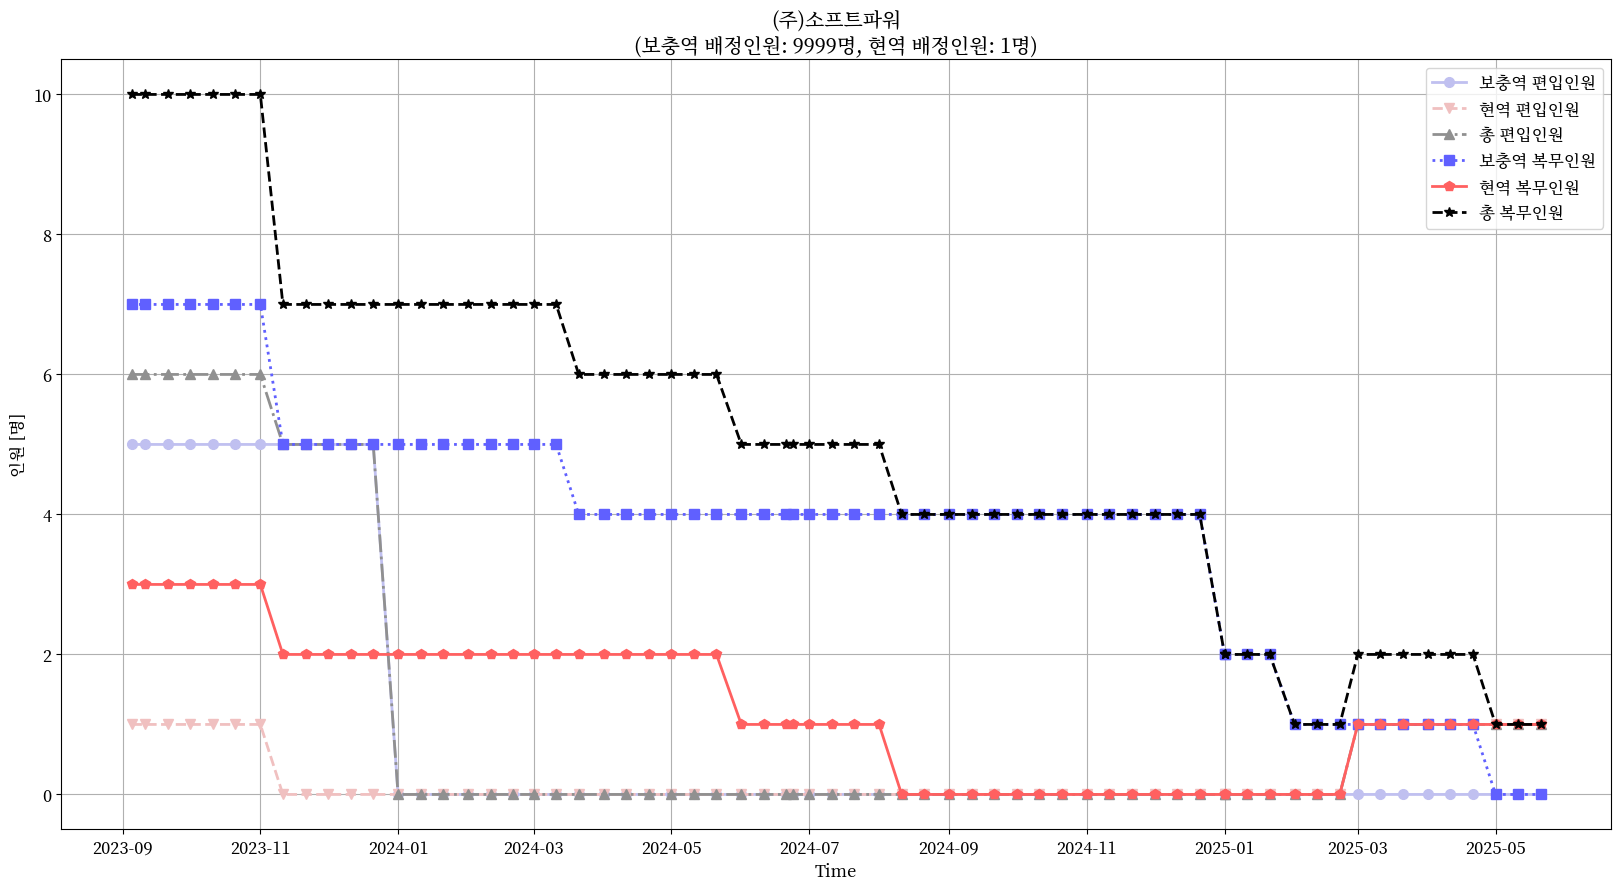 (주)소프트파워
(보충역 배정인원: 9999명, 현역 배정인원: 1명)
보충역 편입인원
현역 편입인원
총 편입인원
보충역 복무인원
현역 복무인원
총 복무인원
인원 [명]
10
8
6
4
2
0
2023-09 2023-11 2024-01 2024-03 2024-05 2024-07 2024-09 2024-11 2025-01 2025-03 2025-05
Time